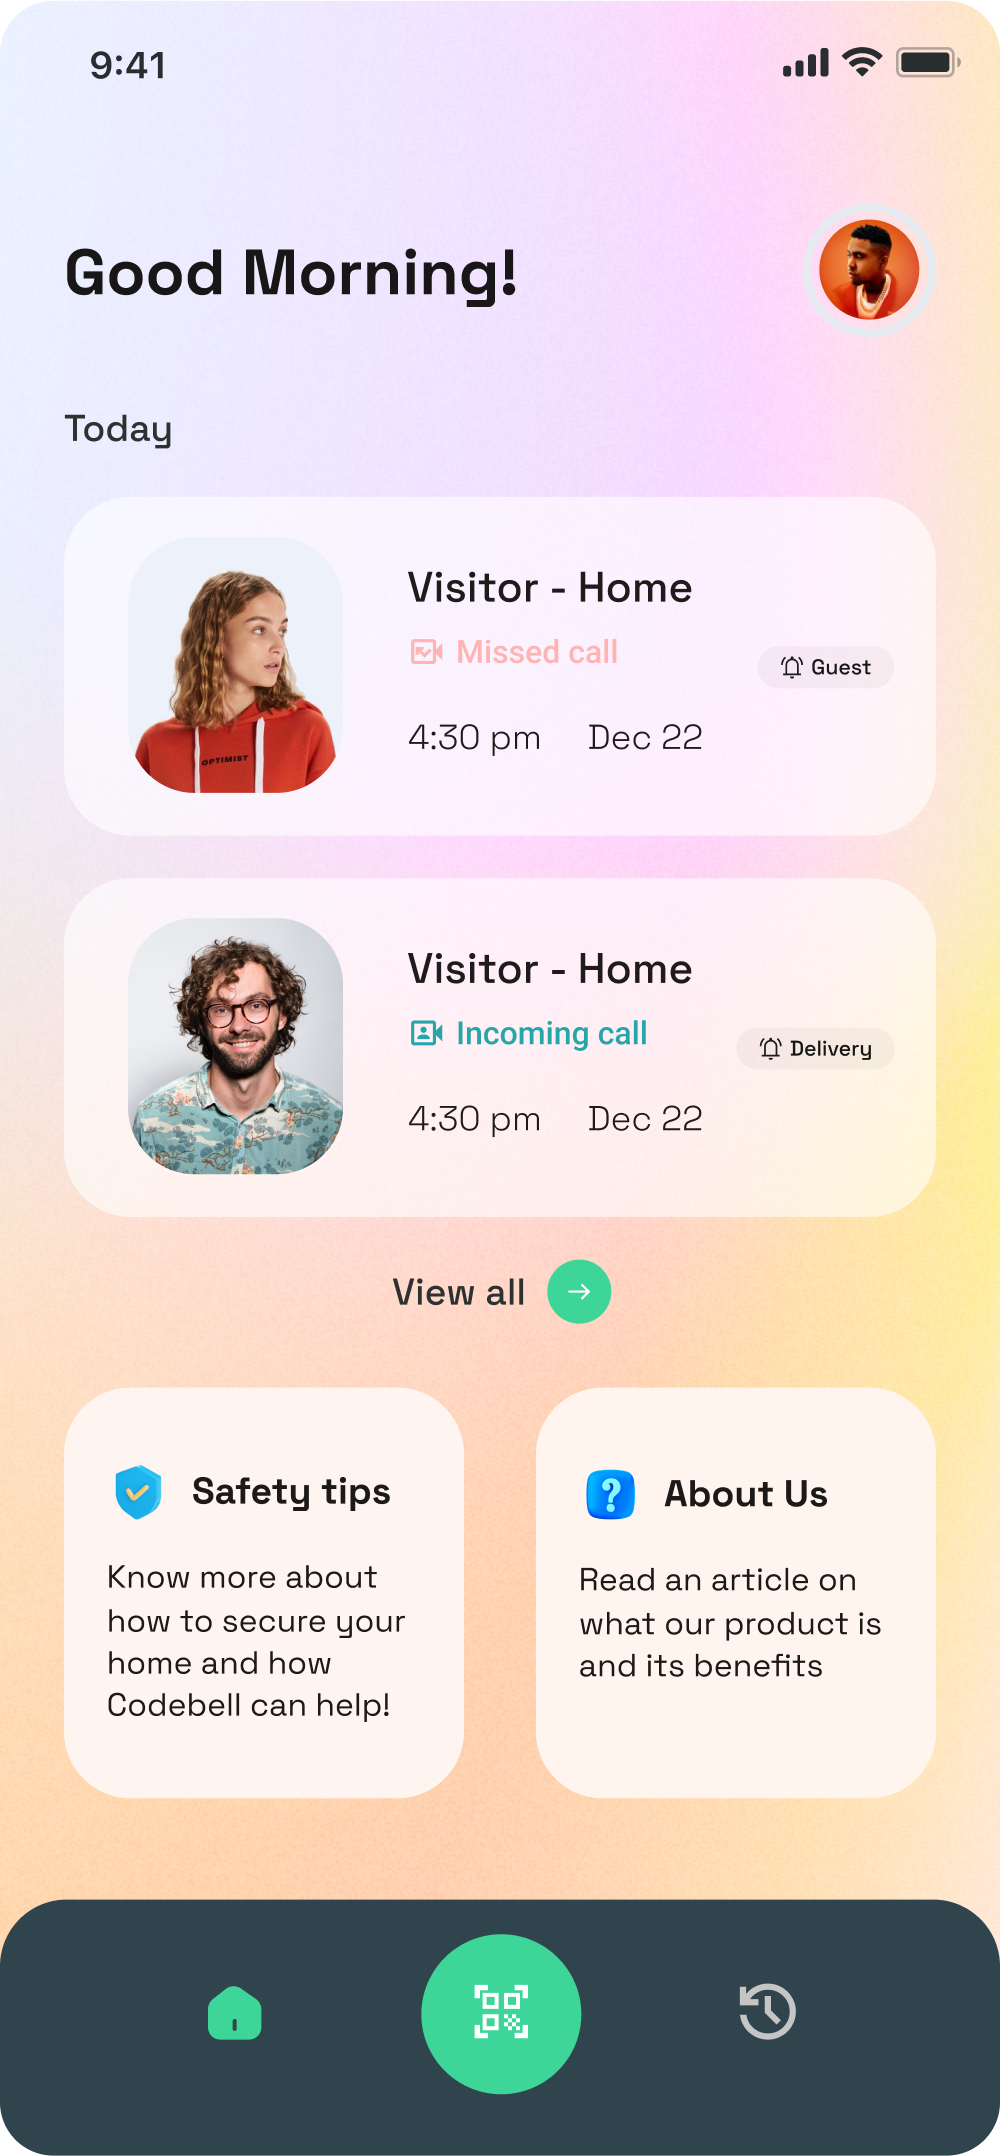 9:41
Good Morning!
Today
Visitor - Home
Missed call
Guest
4:30 pm Dec 22
OPTIMIST
Visitor - Home
Incoming call
Delivery
4:30 pm Dec 22
View all
Safety tips
Know more about
how to secure your
home and how
Codebell can help!
?
About Us
Read an article on
what our product is
and its benefits